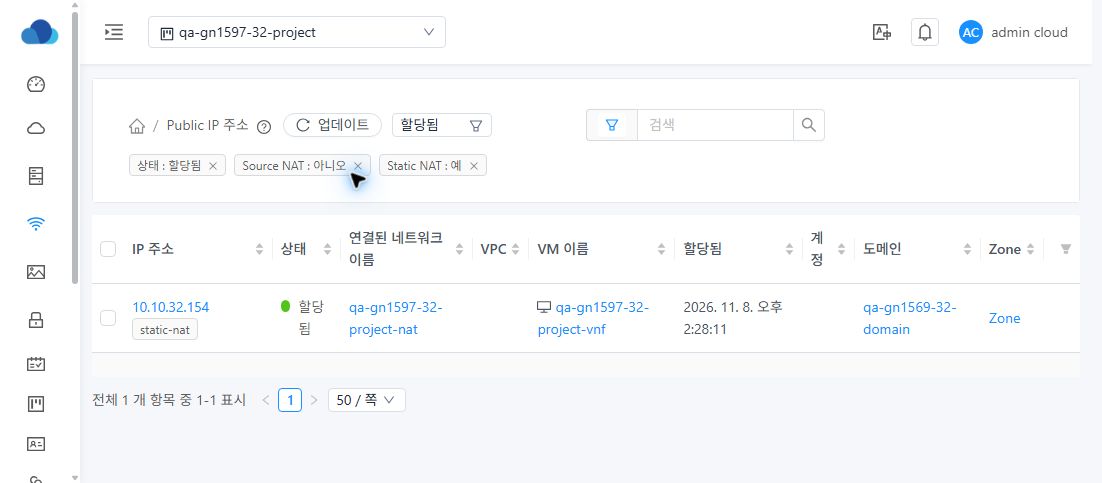 qa-gn1597-32-project
AC admin cloud
/ Public IP 주소 업데이트 할당됨 검색
상태 : 할당됨 Source NAT : 아니오 Static NAT : 예
IP 주소 상태 연결된 네트워크 이름 VPC VM 이름 할당됨 계정 도메인 Zone
10.10.32.154 할당됨 qa-gn1597-32-project-nat qa-gn1597-32-project-vnf 2026. 11. 8. 오후 2:28:11 qa-gn1569-32-domain Zone
static-nat
전체 1 개 항목 중 1-1 표시 < 1 > 50 / 쪽